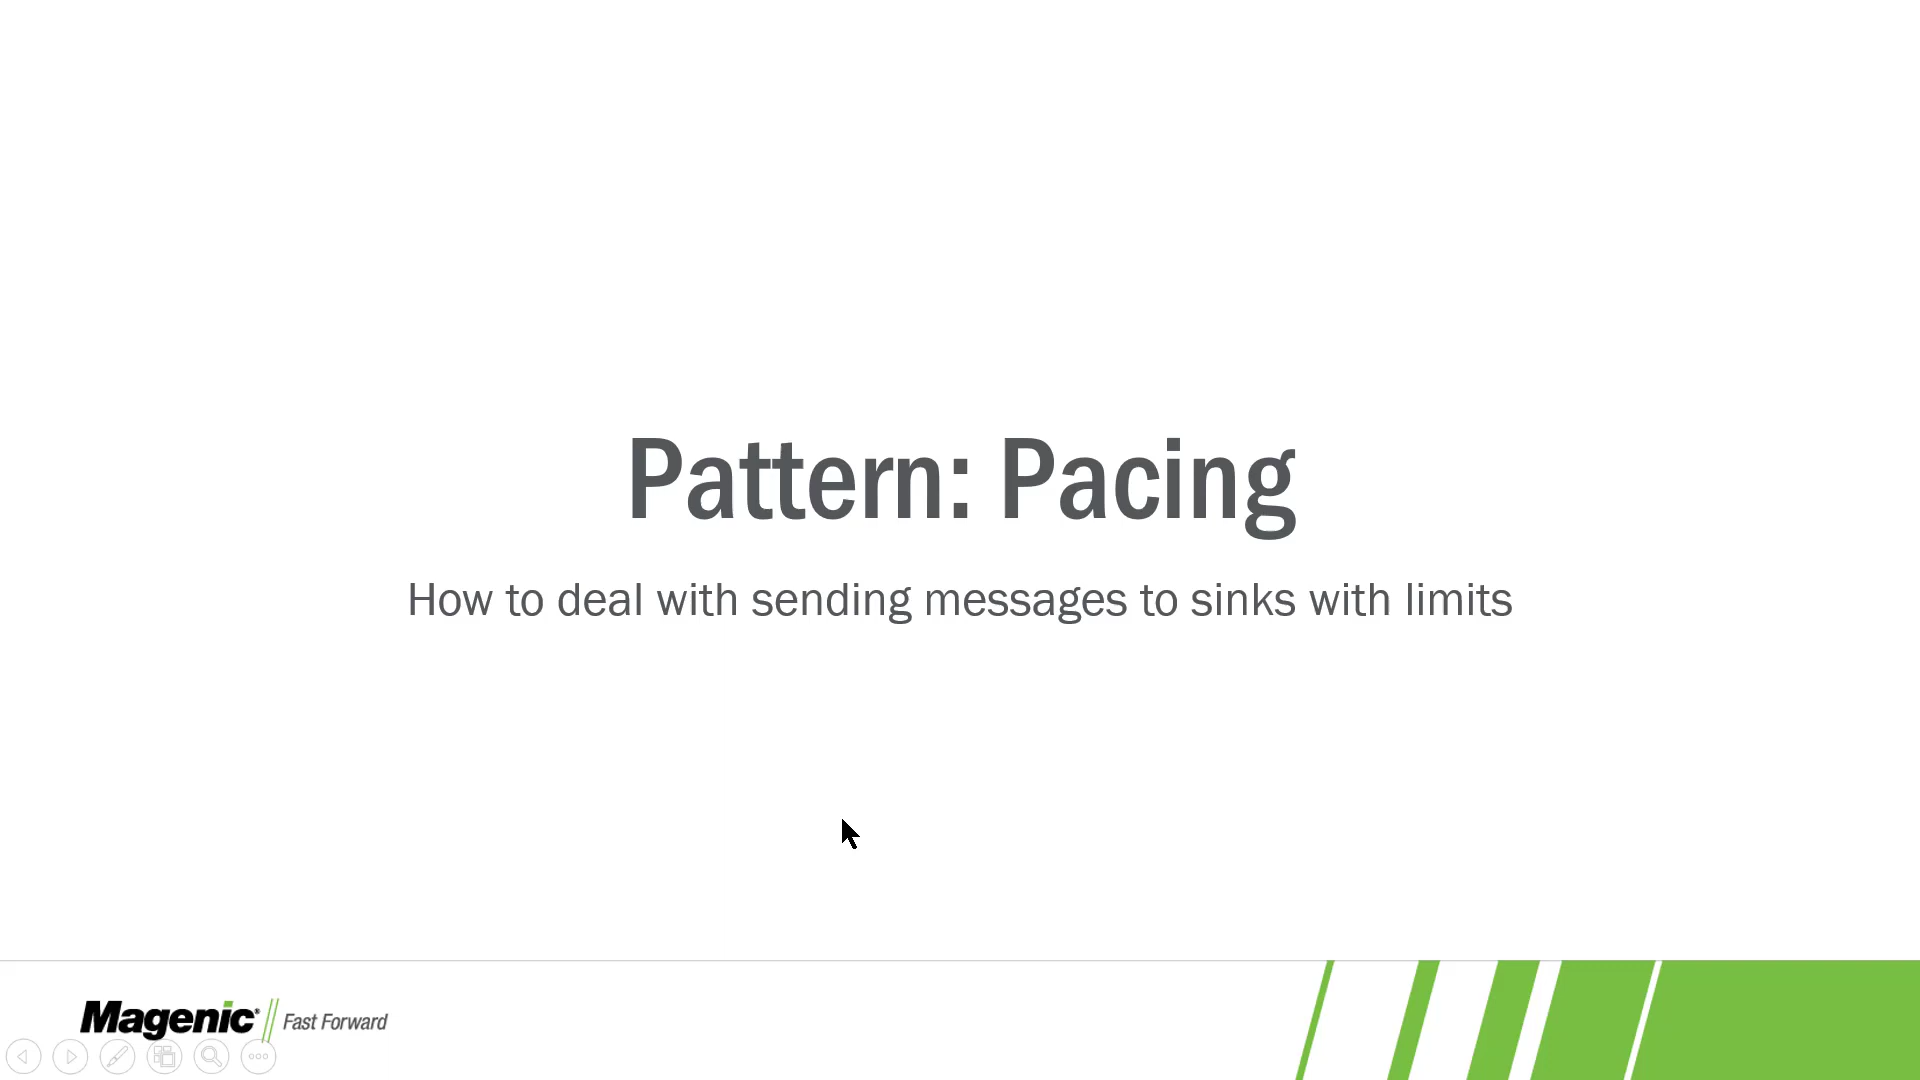 Pattern: Pacing
How to deal with sending messages to sinks with limits
Magenic® Fast Forward